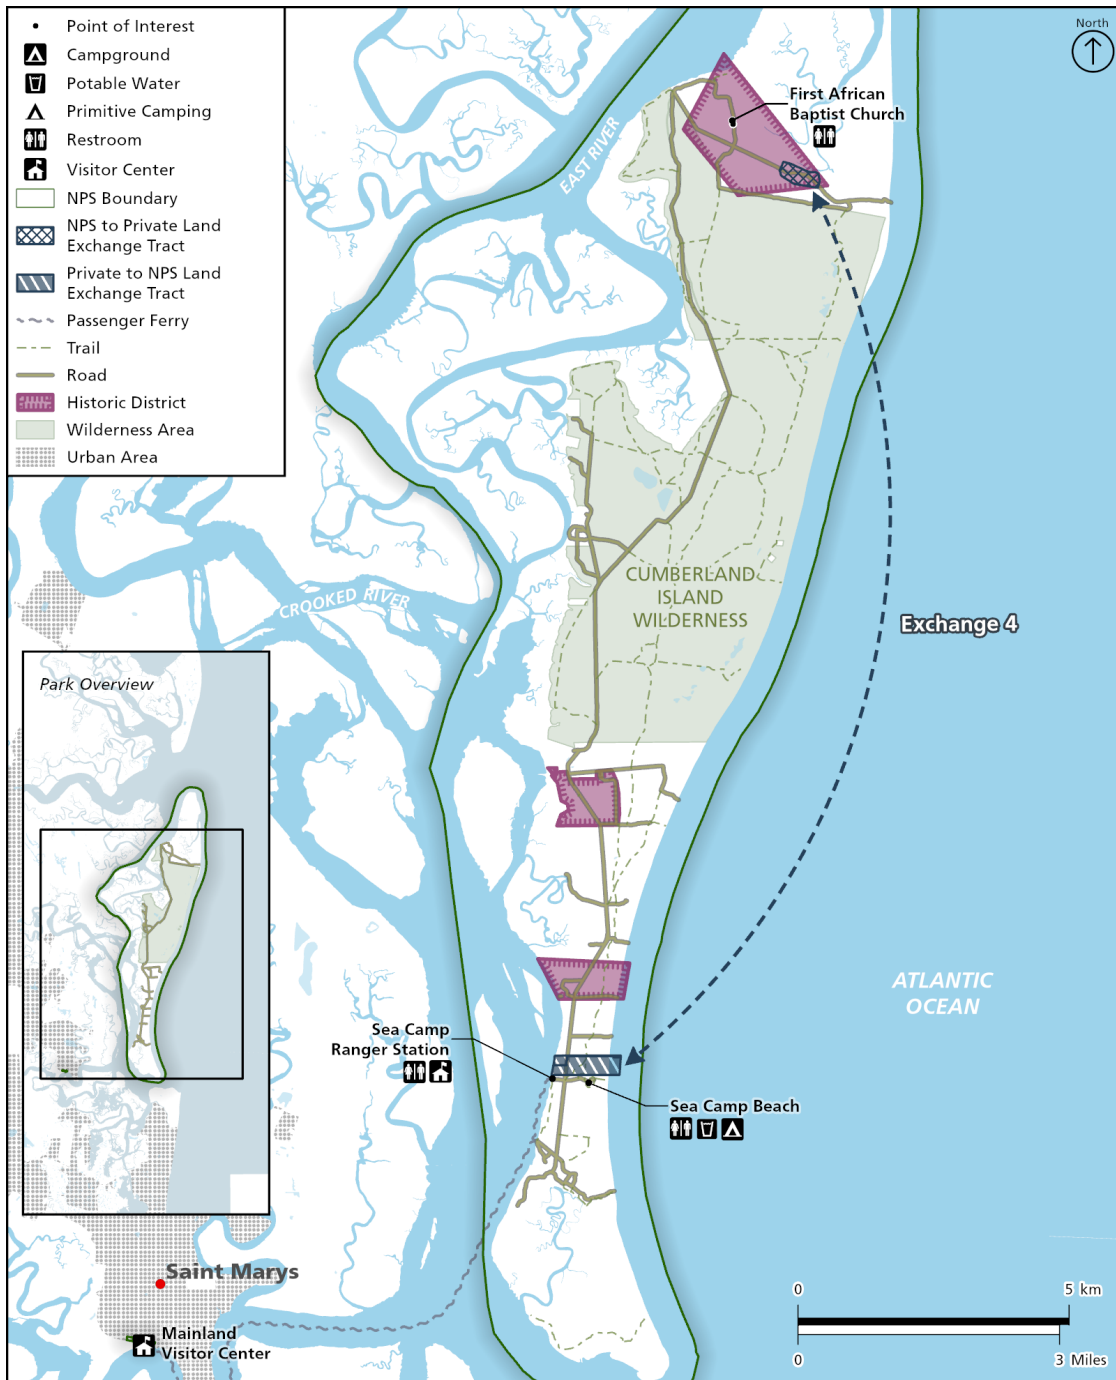 Point of Interest
Campground
Potable Water
Primitive Camping
Restroom
Visitor Center
NPS Boundary
NPS to Private Land
Exchange Tract
Private to NPS Land
Exchange Tract
Passenger Ferry
Trail
Road
Historic District
Wilderness Area
Urban Area
North
First African
Baptist Church
EAST RIVER
CROOKED RIVER
CUMBERLAND
ISLAND
WILDERNESS
Exchange 4
Park Overview
ATLANTIC
OCEAN
Sea Camp
Ranger Station
Sea Camp Beach
Saint Marys
Mainland
Visitor Center
0 5 km
0 3 Miles